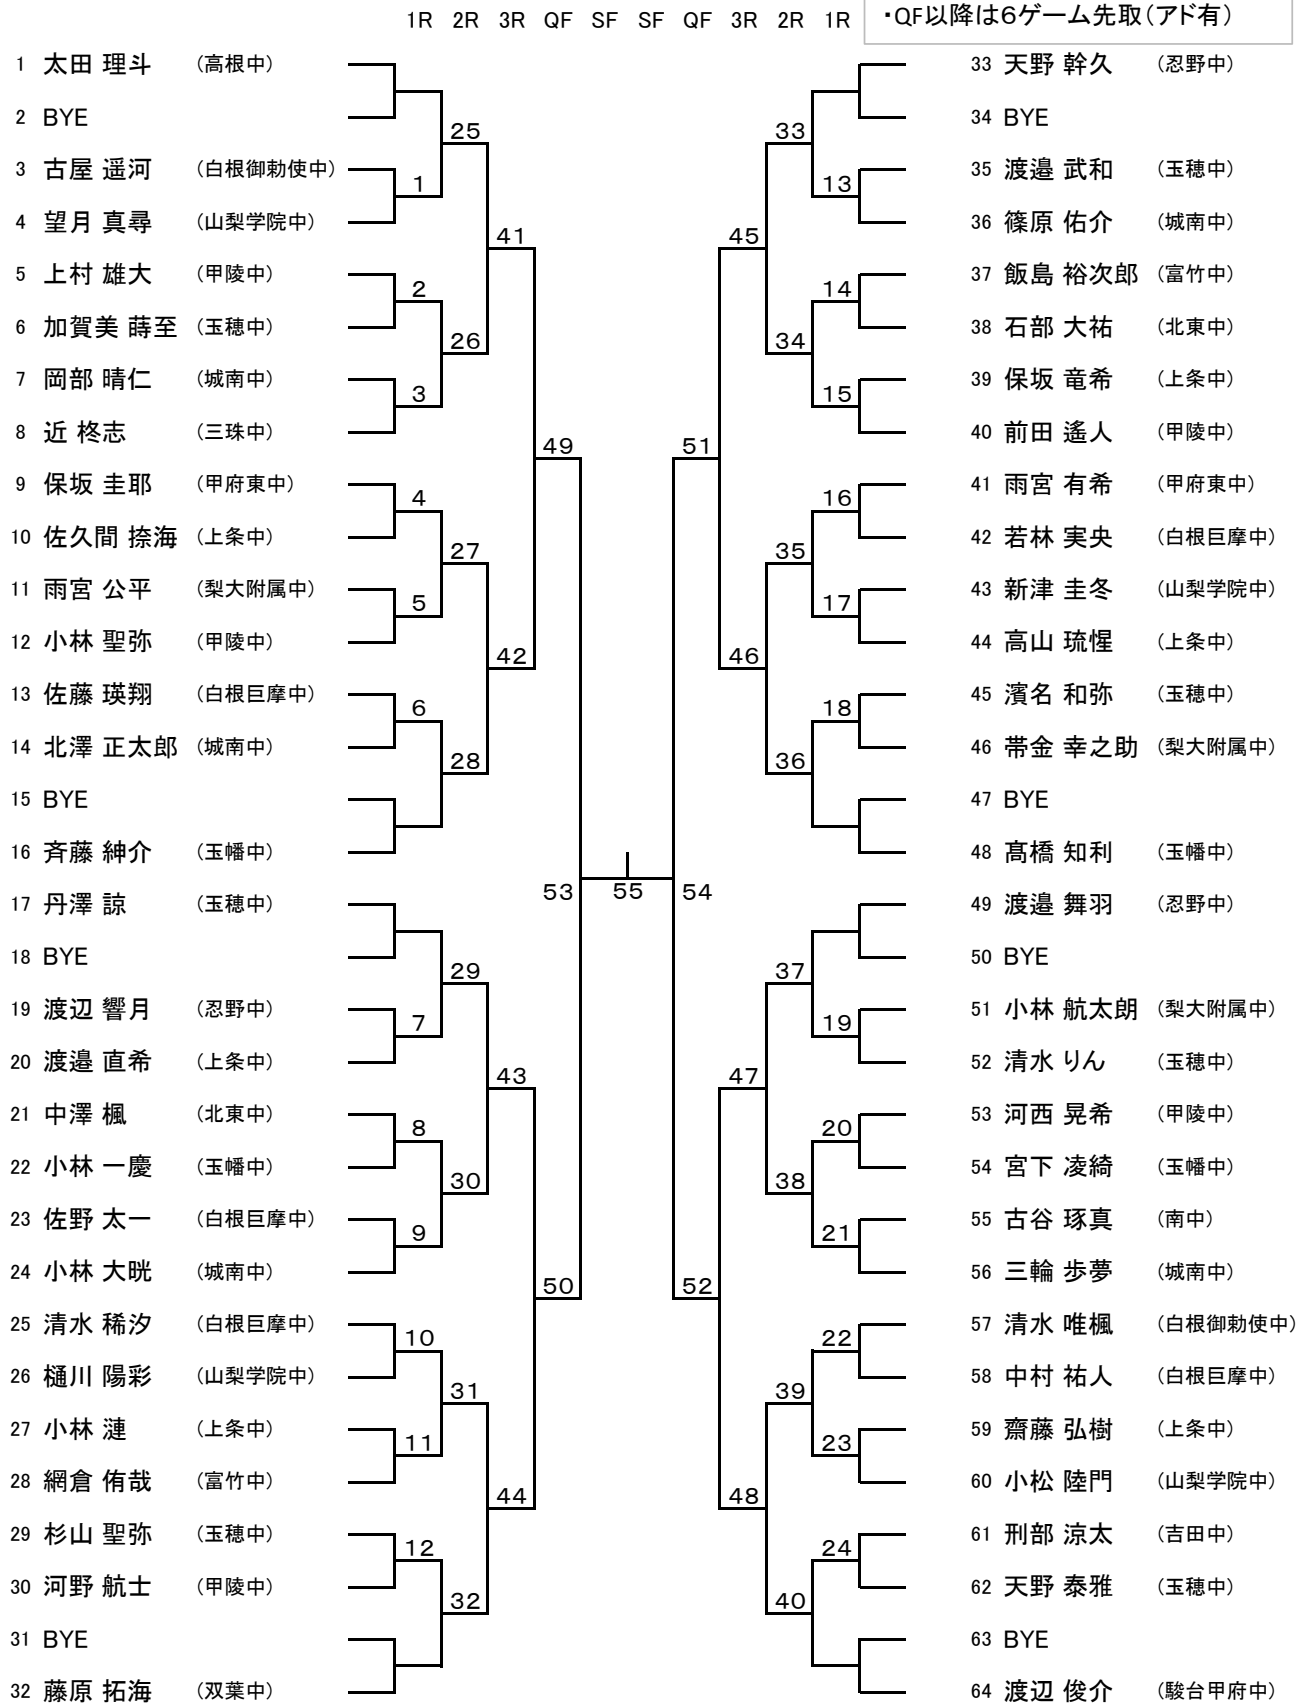 1R 2R 3R QF SF SF QF 3R 2R 1R
・QF以降は6ゲーム先取(アド有)
1 太田 理斗 (高根中)
2 BYE
3 古屋 遥河 (白根御勅使中)
4 望月 真尋 (山梨学院中)
5 上村 雄大 (甲陵中)
6 加賀美 蒔至 (玉穂中)
7 岡部 晴仁 (城南中)
8 近 柊志 (三珠中)
9 保坂 圭耶 (甲府東中)
10 佐久間 捺海 (上条中)
11 雨宮 公平 (梨大附属中)
12 小林 聖弥 (甲陵中)
13 佐藤 瑛翔 (白根巨摩中)
14 北澤 正太郎 (城南中)
15 BYE
16 斉藤 紳介 (玉幡中)
17 丹澤 諒 (玉穂中)
18 BYE
19 渡辺 響月 (忍野中)
20 渡邉 直希 (上条中)
21 中澤 楓 (北東中)
22 小林 一慶 (玉幡中)
23 佐野 太一 (白根巨摩中)
24 小林 大晄 (城南中)
25 清水 稀汐 (白根巨摩中)
26 樋川 陽彩 (山梨学院中)
27 小林 漣 (上条中)
28 網倉 侑哉 (富竹中)
29 杉山 聖弥 (玉穂中)
30 河野 航士 (甲陵中)
31 BYE
32 藤原 拓海 (双葉中)
1
2
3
4
5
6
7
8
9
10
11
12
25
26
27
28
29
30
31
32
41
42
43
44
49
50
53
55
54
51
52
45
46
47
48
33
34
35
36
37
38
39
40
13
14
15
16
17
18
19
20
21
22
23
24
33 天野 幹久 (忍野中)
34 BYE
35 渡邉 武和 (玉穂中)
36 篠原 佑介 (城南中)
37 飯島 裕次郎 (富竹中)
38 石部 大祐 (北東中)
39 保坂 竜希 (上条中)
40 前田 遙人 (甲陵中)
41 雨宮 有希 (甲府東中)
42 若林 実央 (白根巨摩中)
43 新津 圭冬 (山梨学院中)
44 高山 琉惺 (上条中)
45 濱名 和弥 (玉穂中)
46 帯金 幸之助 (梨大附属中)
47 BYE
48 髙橋 知利 (玉幡中)
49 渡邉 舞羽 (忍野中)
50 BYE
51 小林 航太朗 (梨大附属中)
52 清水 りん (玉穂中)
53 河西 晃希 (甲陵中)
54 宮下 凌綺 (玉幡中)
55 古谷 琢真 (南中)
56 三輪 歩夢 (城南中)
57 清水 唯楓 (白根御勅使中)
58 中村 祐人 (白根巨摩中)
59 齋藤 弘樹 (上条中)
60 小松 陸門 (山梨学院中)
61 刑部 涼太 (吉田中)
62 天野 泰雅 (玉穂中)
63 BYE
64 渡辺 俊介 (駿台甲府中)